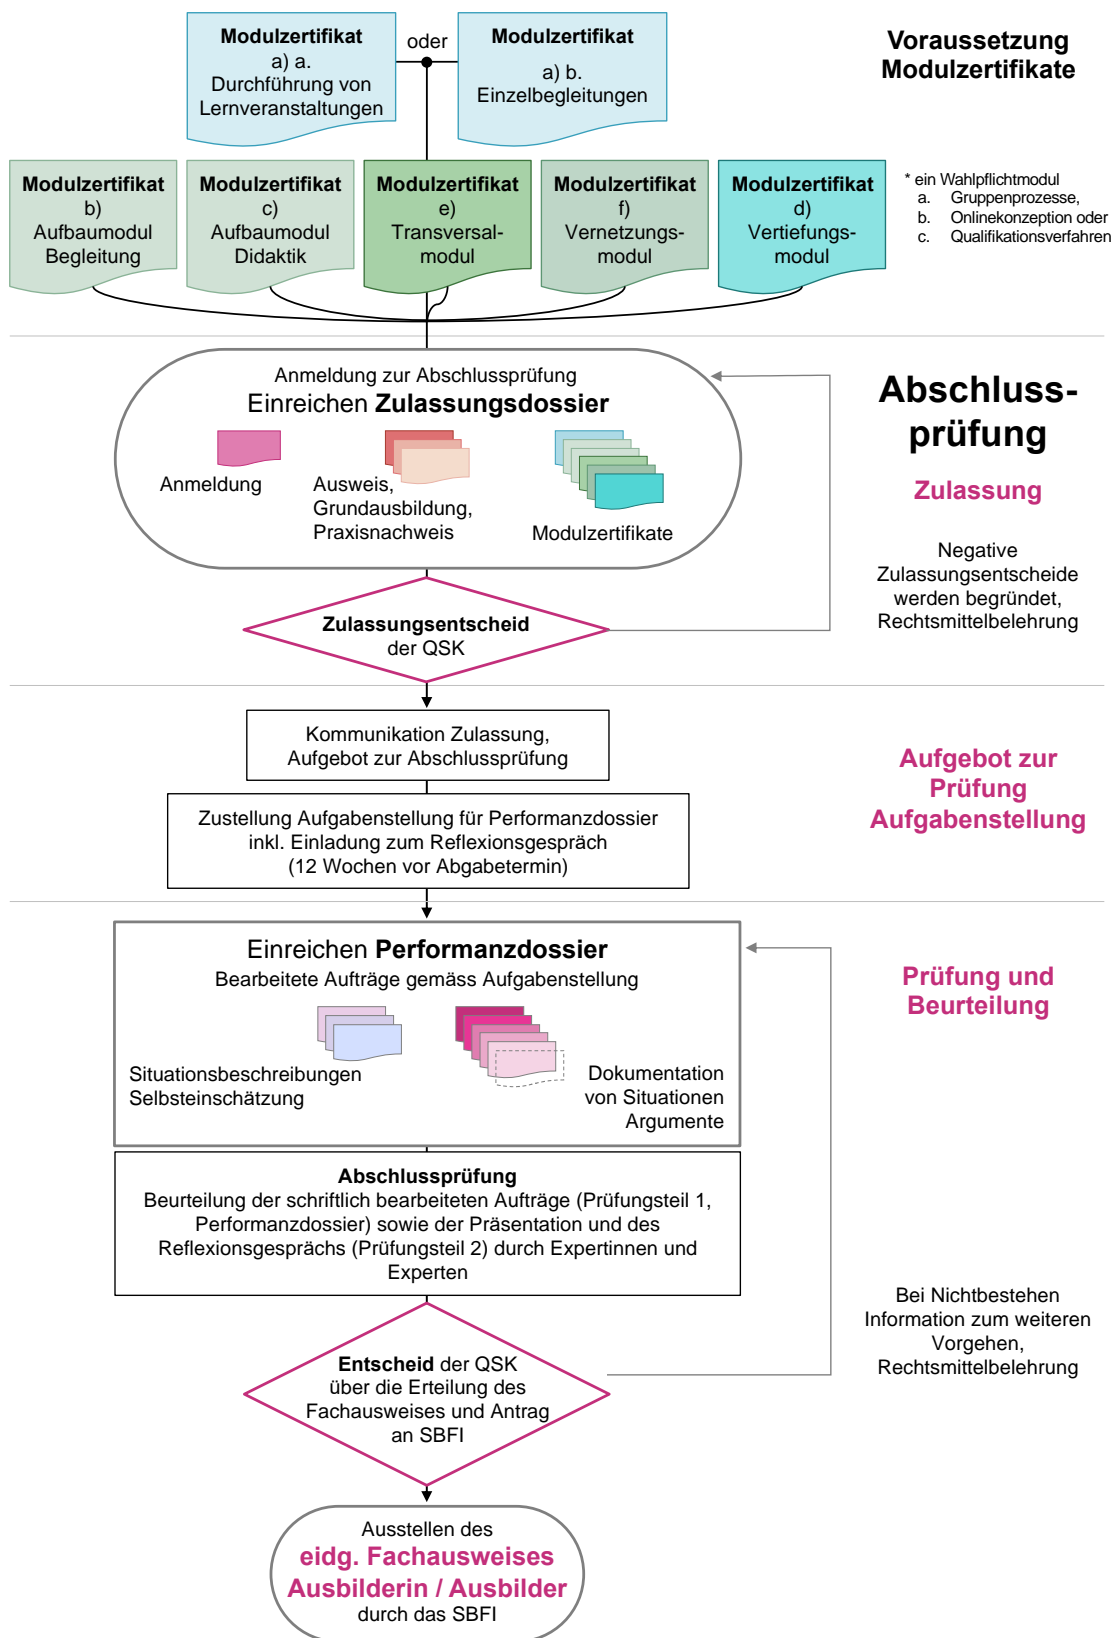 Modulzertifikat
a) a.
Durchführung von
Lernveranstaltungen
oder
Modulzertifikat
a) b.
Einzelbegleitungen
Voraussetzung
Modulzertifikate
Modulzertifikat
b)
Aufbaumodul
Begleitung
Modulzertifikat
c)
Aufbaumodul
Didaktik
Modulzertifikat
e)
Transversal-
modul
Modulzertifikat
f)
Vernetzungs-
modul
Modulzertifikat
d)
Vertiefungs-
modul
* ein Wahlpflichtmodul
a. Gruppenprozesse,
b. Onlinekonzeption oder
c. Qualifikationsverfahren
Anmeldung zur Abschlussprüfung
Einreichen Zulassungsdossier
Anmeldung
Ausweis,
Grundausbildung,
Praxisnachweis
Modulzertifikate
Abschluss-
prüfung
Zulassung
Negative
Zulassungsentscheide
werden begründet,
Rechtsmittelbelehrung
Zulassungsentscheid
der QSK
Kommunikation Zulassung,
Aufgebot zur Abschlussprüfung
Zustellung Aufgabenstellung für Performanzdossier
inkl. Einladung zum Reflexionsgespräch
(12 Wochen vor Abgabetermin)
Aufgebot zur
Prüfung
Aufgabenstellung
Einreichen Performanzdossier
Bearbeitete Aufträge gemäss Aufgabenstellung
Situationsbeschreibungen
Selbsteinschätzung
Dokumentation
von Situationen
Argumente
Prüfung und
Beurteilung
Abschlussprüfung
Beurteilung der schriftlich bearbeiteten Aufträge (Prüfungsteil 1,
Performanzdossier) sowie der Präsentation und des
Reflexionsgesprächs (Prüfungsteil 2) durch Expertinnen und
Experten
Bei Nichtbestehen
Information zum weiteren
Vorgehen,
Rechtsmittelbelehrung
Entscheid der QSK
über die Erteilung des
Fachausweises und Antrag
an SBFI
Ausstellen des
eidg. Fachausweises
Ausbilderin / Ausbilder
durch das SBFI